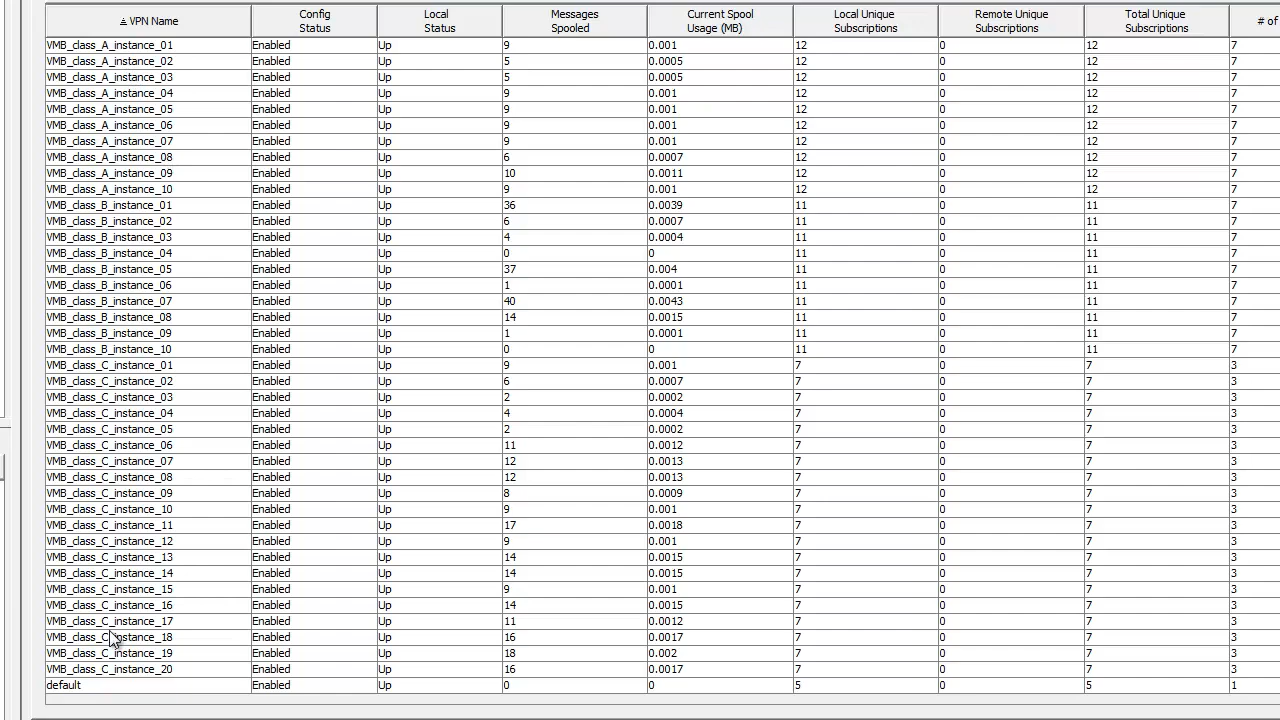 VPN Name Config Status Local Status Messages Spooled Current Spool Usage (MB) Local Unique Subscriptions Remote Unique Subscriptions Total Unique Subscriptions # of
VMB_class_A_instance_01 Enabled Up 9 0.001 12 0 12 7
VMB_class_A_instance_02 Enabled Up 5 0.0005 12 0 12 7
VMB_class_A_instance_03 Enabled Up 5 0.0005 12 0 12 7
VMB_class_A_instance_04 Enabled Up 9 0.001 12 0 12 7
VMB_class_A_instance_05 Enabled Up 9 0.001 12 0 12 7
VMB_class_A_instance_06 Enabled Up 9 0.001 12 0 12 7
VMB_class_A_instance_07 Enabled Up 9 0.001 12 0 12 7
VMB_class_A_instance_08 Enabled Up 6 0.0007 12 0 12 7
VMB_class_A_instance_09 Enabled Up 10 0.0011 12 0 12 7
VMB_class_A_instance_10 Enabled Up 9 0.001 12 0 12 7
VMB_class_B_instance_01 Enabled Up 36 0.0039 11 0 11 7
VMB_class_B_instance_02 Enabled Up 6 0.0007 11 0 11 7
VMB_class_B_instance_03 Enabled Up 4 0.0004 11 0 11 7
VMB_class_B_instance_04 Enabled Up 0 0 11 0 11 7
VMB_class_B_instance_05 Enabled Up 37 0.004 11 0 11 7
VMB_class_B_instance_06 Enabled Up 1 0.0001 11 0 11 7
VMB_class_B_instance_07 Enabled Up 40 0.0043 11 0 11 7
VMB_class_B_instance_08 Enabled Up 14 0.0015 11 0 11 7
VMB_class_B_instance_09 Enabled Up 1 0.0001 11 0 11 7
VMB_class_B_instance_10 Enabled Up 0 0 11 0 11 7
VMB_class_C_instance_01 Enabled Up 9 0.001 7 0 7 3
VMB_class_C_instance_02 Enabled Up 6 0.0007 7 0 7 3
VMB_class_C_instance_03 Enabled Up 2 0.0002 7 0 7 3
VMB_class_C_instance_04 Enabled Up 4 0.0004 7 0 7 3
VMB_class_C_instance_05 Enabled Up 2 0.0002 7 0 7 3
VMB_class_C_instance_06 Enabled Up 11 0.0012 7 0 7 3
VMB_class_C_instance_07 Enabled Up 12 0.0013 7 0 7 3
VMB_class_C_instance_08 Enabled Up 12 0.0013 7 0 7 3
VMB_class_C_instance_09 Enabled Up 8 0.0009 7 0 7 3
VMB_class_C_instance_10 Enabled Up 9 0.001 7 0 7 3
VMB_class_C_instance_11 Enabled Up 17 0.0018 7 0 7 3
VMB_class_C_instance_12 Enabled Up 9 0.001 7 0 7 3
VMB_class_C_instance_13 Enabled Up 14 0.0015 7 0 7 3
VMB_class_C_instance_14 Enabled Up 14 0.0015 7 0 7 3
VMB_class_C_instance_15 Enabled Up 9 0.001 7 0 7 3
VMB_class_C_instance_16 Enabled Up 14 0.0015 7 0 7 3
VMB_class_C_instance_17 Enabled Up 11 0.0012 7 0 7 3
VMB_class_C_instance_18 Enabled Up 16 0.0017 7 0 7 3
VMB_class_C_instance_19 Enabled Up 18 0.002 7 0 7 3
VMB_class_C_instance_20 Enabled Up 16 0.0017 7 0 7 3
default Enabled Up 0 0 5 0 5 1